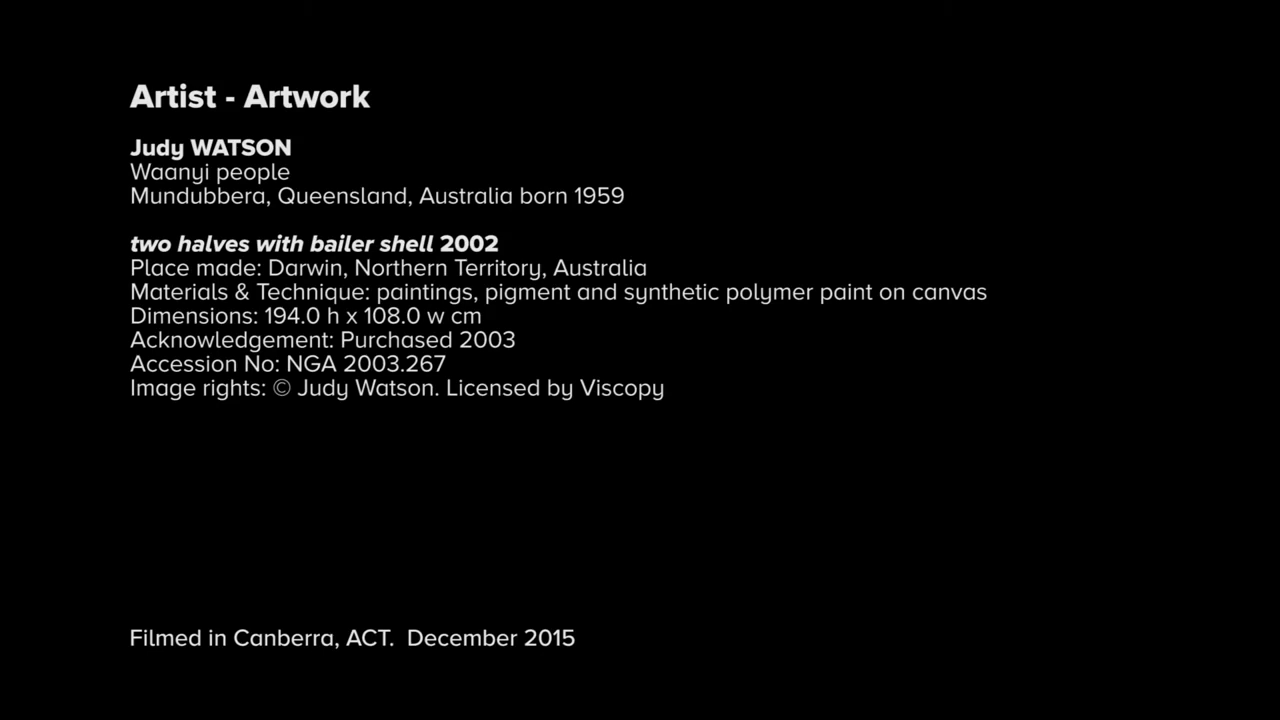 Artist - Artwork
Judy WATSON
Waanyi people
Mundubbera, Queensland, Australia born 1959
two halves with bailer shell 2002
Place made: Darwin, Northern Territory, Australia
Materials & Technique: paintings, pigment and synthetic polymer paint on canvas
Dimensions: 194.0 h x 108.0 w cm
Acknowledgement: Purchased 2003
Accession No: NGA 2003.267
Image rights: © Judy Watson. Licensed by Viscopy
Filmed in Canberra, ACT.  December 2015